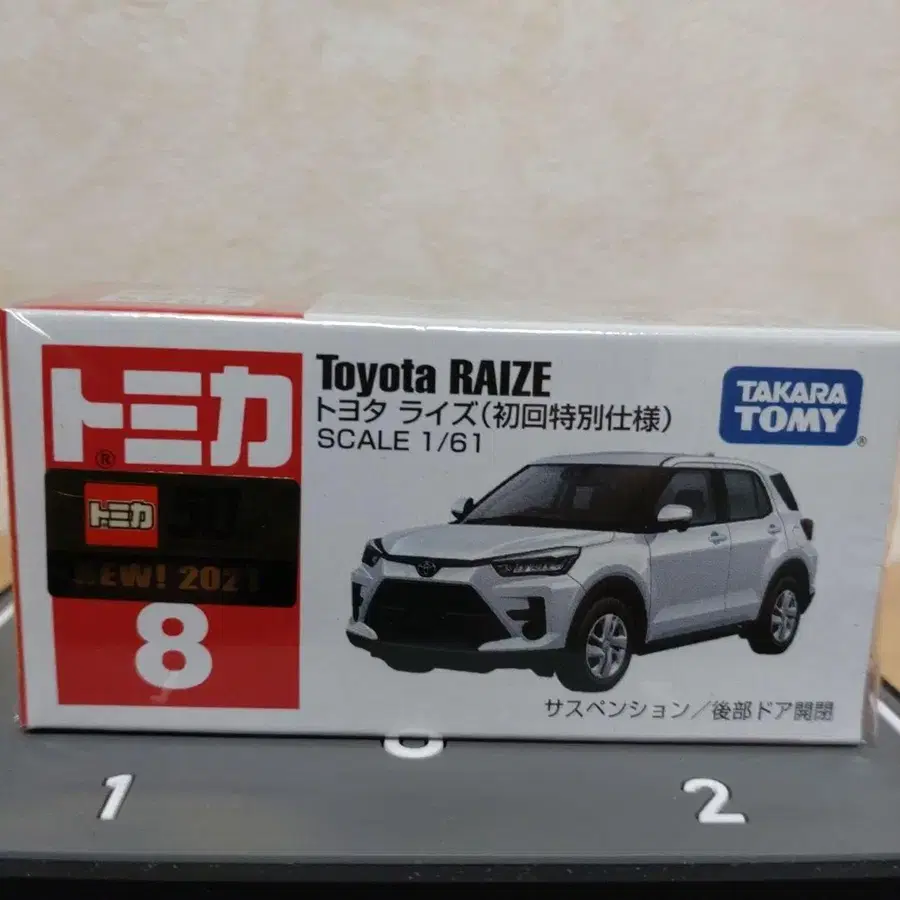 トミカ®
Toyota RAIZE
トヨタ ライズ(初回特別仕様)
SCALE 1/61
TAKARA
TOMY®
トミカ 50
NEW! 2021
8
サスペンション/後部ドア開閉
1
2